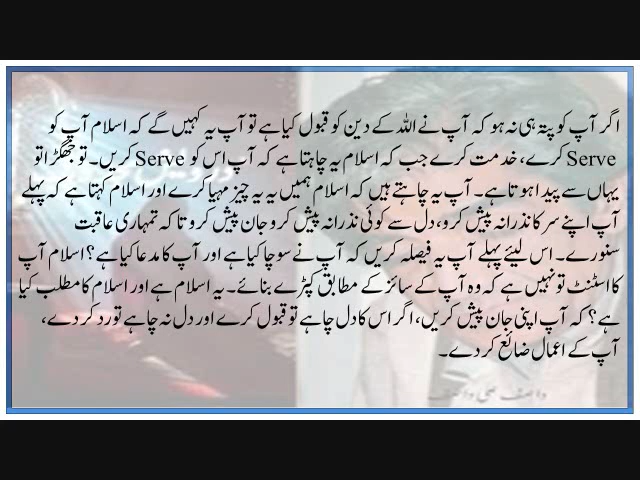 اگر آپ کو پتہ ہی نہ ہو کہ آپ نے اللہ کے دین کو قبول کیا ہے تو آپ یہ کہیں گے کہ اسلام آپ کو
Serve کرے، خدمت کرے جب کہ اسلام یہ چاہتا ہے کہ آپ اس کو Serve کریں۔ تو جھگڑا تو
یہاں سے پیدا ہوتا ہے۔ آپ یہ چاہتے ہیں کہ اسلام ہمیں یہ یہ چیز مہیا کرے اور اسلام کہتا ہے کہ پہلے
آپ اپنے سر کا نذرانہ پیش کرو، دل سے کوئی نذرانہ پیش کرو جان پیش کرو تا کہ تمہاری عاقبت
سنورے۔ اس لیئے پہلے آپ یہ فیصلہ کریں کہ آپ نے سوچا کیا ہے اور آپ کا مدعا کیا ہے؟ اسلام آپ
کا اسٹنٹ تو نہیں ہے کہ وہ آپ کے سائز کے مطابق کپڑے بنائے۔ یہ اسلام ہے اور اسلام کا مطلب کیا
ہے؟ کہ آپ اپنی جان پیش کریں، اگر اس کا دل چاہے تو قبول کرے اور دل نہ چاہے تو رد کر دے،
آپ کے اعمال ضائع کر دے۔
واصف علی واصف